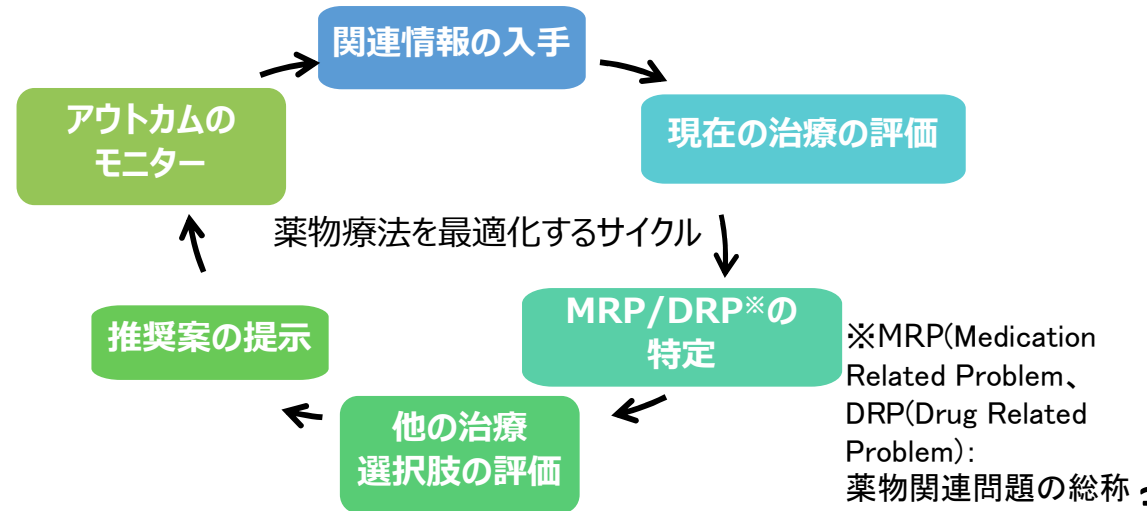 関連情報の入手
アウトカムの
モニター
現在の治療の評価
薬物療法を最適化するサイクル
MRP/DRP※の
特定
推奨案の提示
他の治療
選択肢の評価
※MRP(Medication
Related Problem、
DRP(Drug Related
Problem):
薬物関連問題の総称